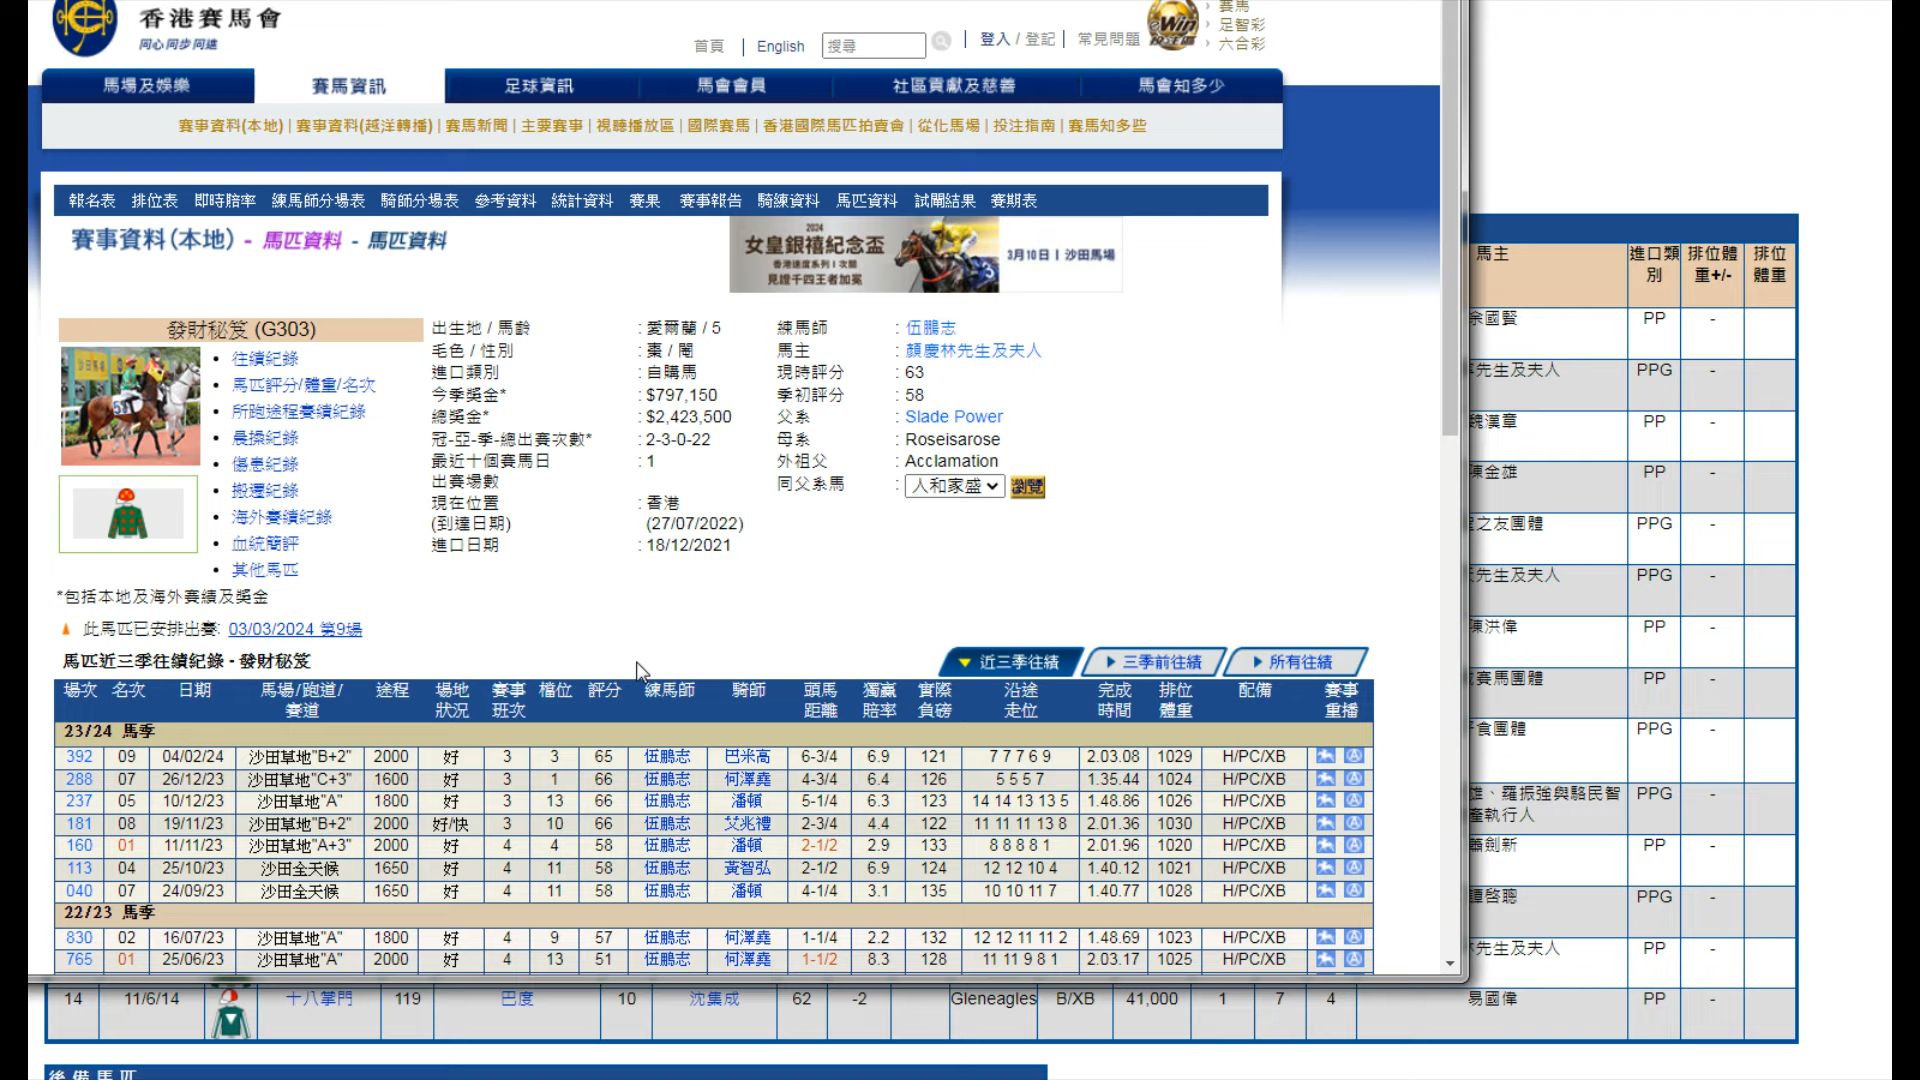 香港賽馬會
同心同步同進
賽馬
足智彩
六合彩
首頁 | English 搜尋 | 登入 / 登記 | 常見問題
eWin 投注區
馬場及娛樂 賽馬資訊 足球資訊 馬會會員 社區貢獻及慈善 馬會知多少
賽事資料(本地) | 賽事資料(越洋轉播) | 賽馬新聞 | 主要賽事 | 視聽播放區 | 國際賽馬 | 香港國際馬匹拍賣會 | 從化馬場 | 投注指南 | 賽馬知多些
報名表 排位表 即時賠率 練馬師分場表 騎師分場表 參考資料 統計資料 賽果 賽事報告 騎練資料 馬匹資料 試閘結果 賽期表
賽事資料(本地) - 馬匹資料 - 馬匹資料
2024
女皇銀禧紀念盃
香港速度系列 I 次關
見證千四王者加冕
3月10日 | 沙田馬場
發財秘笈 (G303)
往績紀錄
馬匹評分/體重/名次
所跑途程賽績紀錄
晨操紀錄
傷患紀錄
搬遷紀錄
海外賽績紀錄
血統簡評
其他馬匹
出生地 / 馬齡 : 愛爾蘭 / 5
毛色 / 性別 : 棗 / 閹
進口類別 : 自購馬
今季獎金* : $797,150
總獎金* : $2,423,500
冠-亞-季-總出賽次數* : 2-3-0-22
最近十個賽馬日 : 1
出賽場數
現在位置 : 香港
(到達日期) (27/07/2022)
進口日期 : 18/12/2021
練馬師 : 伍鵬志
馬主 : 顏慶林先生及夫人
現時評分 : 63
季初評分 : 58
父系 : Slade Power
母系 : Roseisarose
外祖父 : Acclamation
同父系馬 : 人和家盛 瀏覽
*包括本地及海外賽績及獎金
此馬匹已安排出賽: 03/03/2024 第9場
馬匹近三季往績紀錄 - 發財秘笈
近三季往績 三季前往績 所有往績
場次 名次 日期 馬場/跑道/賽道 途程 場地狀況 賽事班次 檔位 評分 練馬師 騎師 頭馬距離 獨贏賠率 實際負磅 沿途走位 完成時間 排位體重 配備 賽事重播
23/24 馬季
392 09 04/02/24 沙田草地"B+2" 2000 好 3 3 65 伍鵬志 巴米高 6-3/4 6.9 121 7 7 7 6 9 2.03.08 1029 H/PC/XB
288 07 26/12/23 沙田草地"C+3" 1600 好 3 1 66 伍鵬志 何澤堯 4-3/4 6.4 126 5 5 5 7 1.35.44 1024 H/PC/XB
237 05 10/12/23 沙田草地"A" 1800 好 3 13 66 伍鵬志 潘頓 5-1/4 6.3 123 14 14 13 13 5 1.48.86 1026 H/PC/XB
181 08 19/11/23 沙田草地"B+2" 2000 好/快 3 10 66 伍鵬志 艾兆禮 2-3/4 4.4 122 11 11 11 13 8 2.01.36 1030 H/PC/XB
160 01 11/11/23 沙田草地"A+3" 2000 好 4 4 58 伍鵬志 潘頓 2-1/2 2.9 133 8 8 8 8 1 2.01.96 1020 H/PC/XB
113 04 25/10/23 沙田全天候 1650 好 4 11 58 伍鵬志 黃智弘 2-1/2 6.9 124 12 12 10 4 1.40.12 1021 H/PC/XB
040 07 24/09/23 沙田全天候 1650 好 4 11 58 伍鵬志 潘頓 4-1/4 3.1 135 10 10 11 7 1.40.77 1028 H/PC/XB
22/23 馬季
830 02 16/07/23 沙田草地"A" 1800 好 4 9 57 伍鵬志 何澤堯 1-1/4 2.2 132 12 12 11 11 2 1.48.69 1023 H/PC/XB
765 01 25/06/23 沙田草地"A" 2000 好 4 13 51 伍鵬志 何澤堯 1-1/2 8.3 128 11 11 9 8 1 2.03.17 1025 H/PC/XB
馬主 進口類別 排位體重+/- 排位體重
余國賢 PP -
先生及夫人 PPG -
魏漢章 PP -
陳金雄 PP -
之友團體 PPG -
先生及夫人 PPG -
陳洪偉 PP -
賽馬團體 PP -
食團體 PPG -
雄、羅振強與駱民智 PPG -
產執行人
蕭劍新 PP -
譚啓聰 PPG -
先生及夫人 PP -
14 11/6/14 十八掌門 119 巴度 10 沈集成 62 -2 Gleneagles B/XB 41,000 1 7 4 易國偉 PP -
後備馬匹